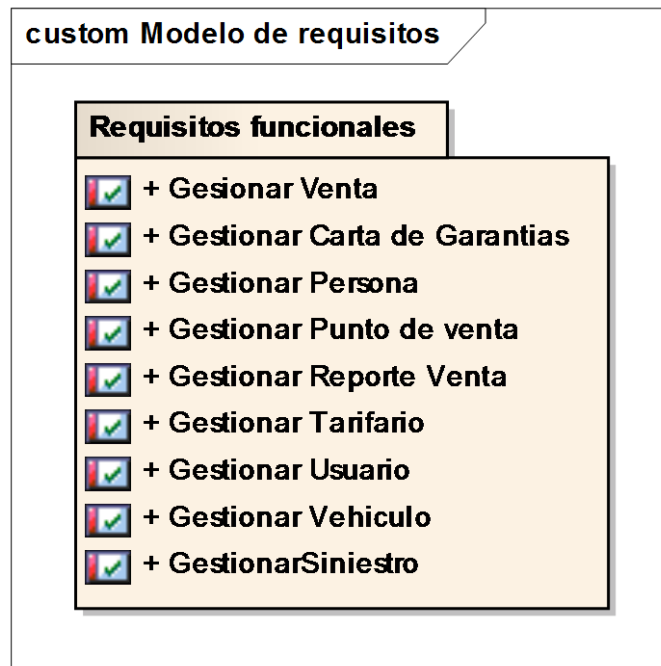 custom Modelo de requisitos
Requisitos funcionales
+ Gesionar Venta
+ Gestionar Carta de Garantias
+ Gestionar Persona
+ Gestionar Punto de venta
+ Gestionar Reporte Venta
+ Gestionar Tarifario
+ Gestionar Usuario
+ Gestionar Vehiculo
+ GestionarSiniestro